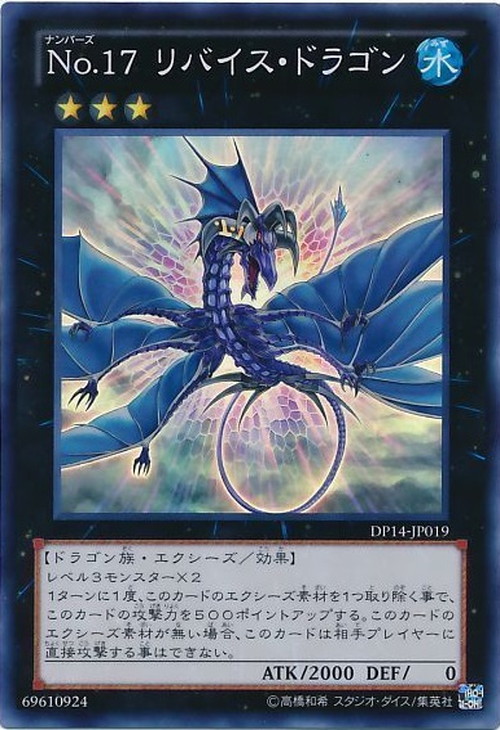 ナンバーズ
No.17 リバイス・ドラゴン
水
DP14-JP019
【ドラゴン族・エクシーズ/効果】
レベル3モンスター×2
1ターンに1度、このカードのエクシーズ素材を1つ取り除く事で、
このカードの攻撃力を500ポイントアップする。このカードの
エクシーズ素材が無い場合、このカードは相手プレイヤーに
直接攻撃する事はできない。
ATK/2000 DEF/ 0
69610924
©高橋和希 スタジオ・ダイス/集英社